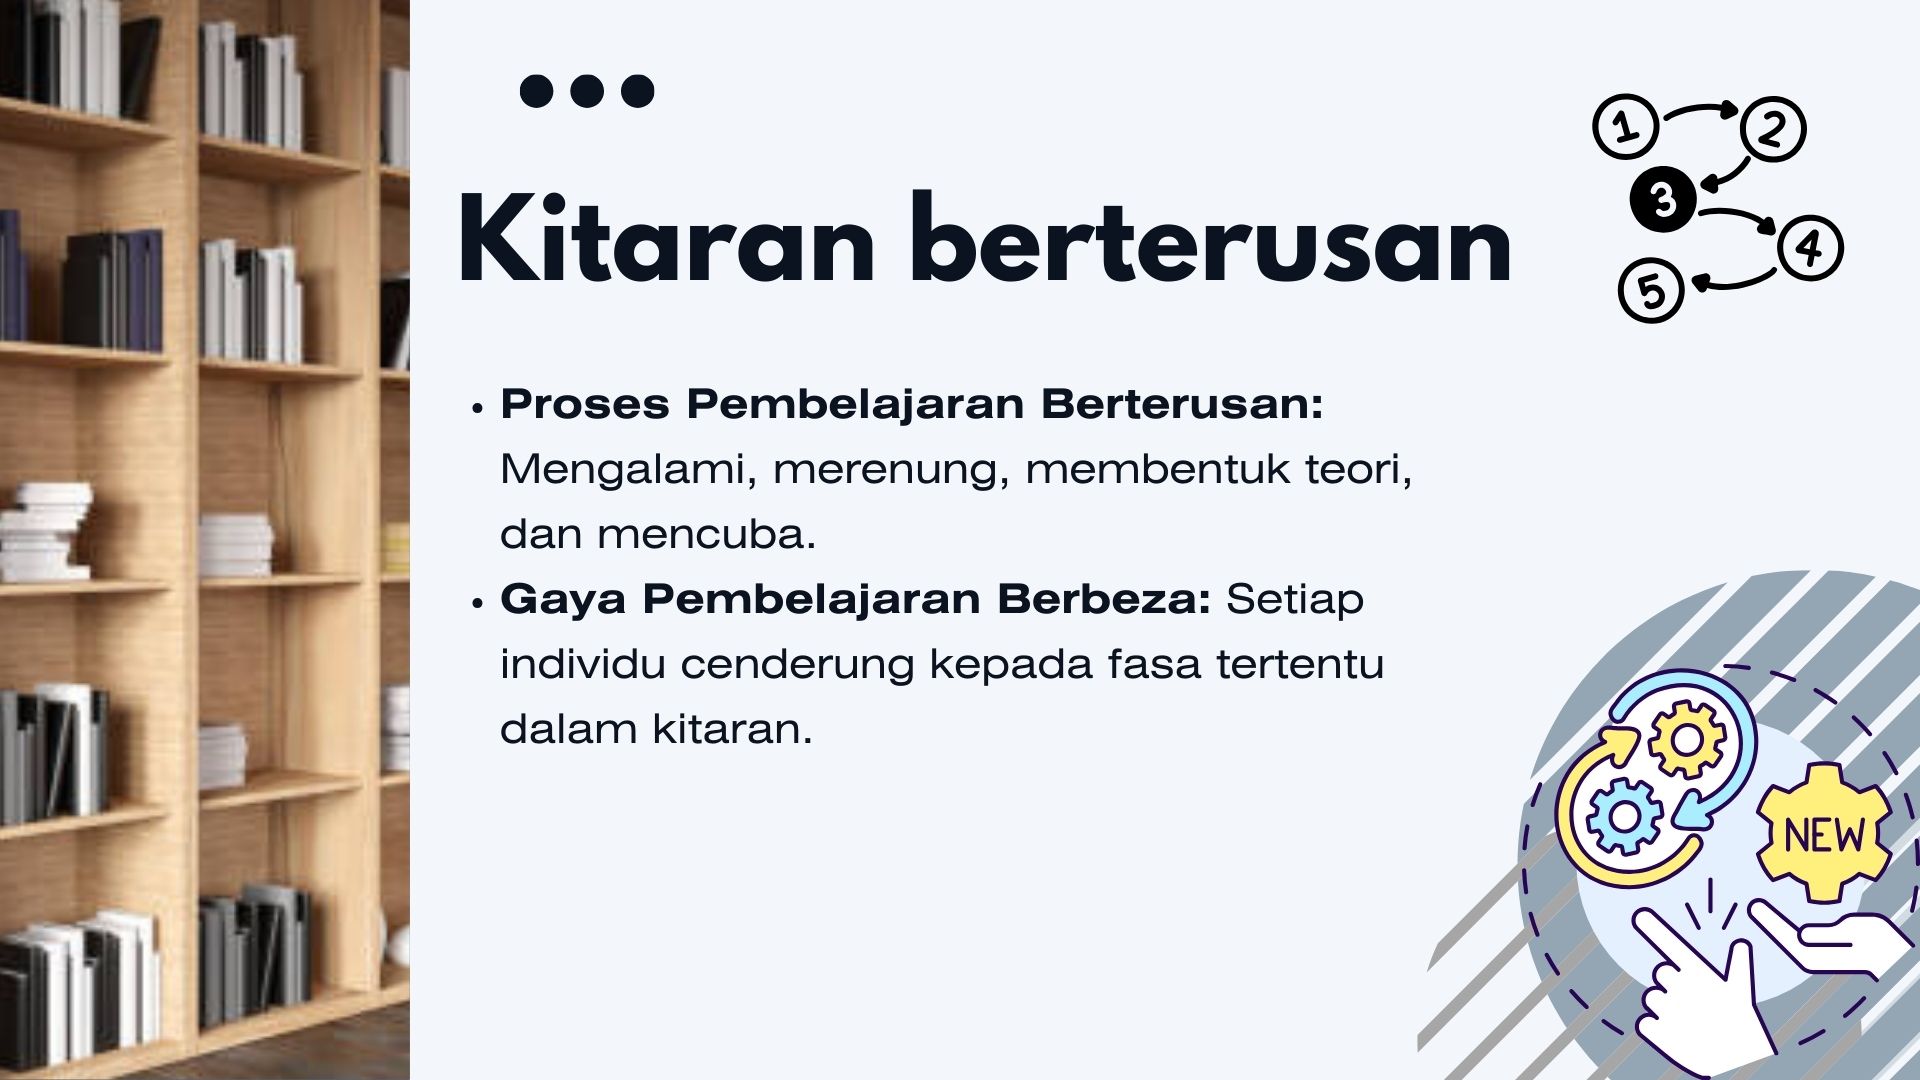 Kitaran berterusan
1
2
3
4
5
• Proses Pembelajaran Berterusan:
Mengalami, merenung, membentuk teori,
dan mencuba.
• Gaya Pembelajaran Berbeza: Setiap
individu cenderung kepada fasa tertentu
dalam kitaran.
NEW